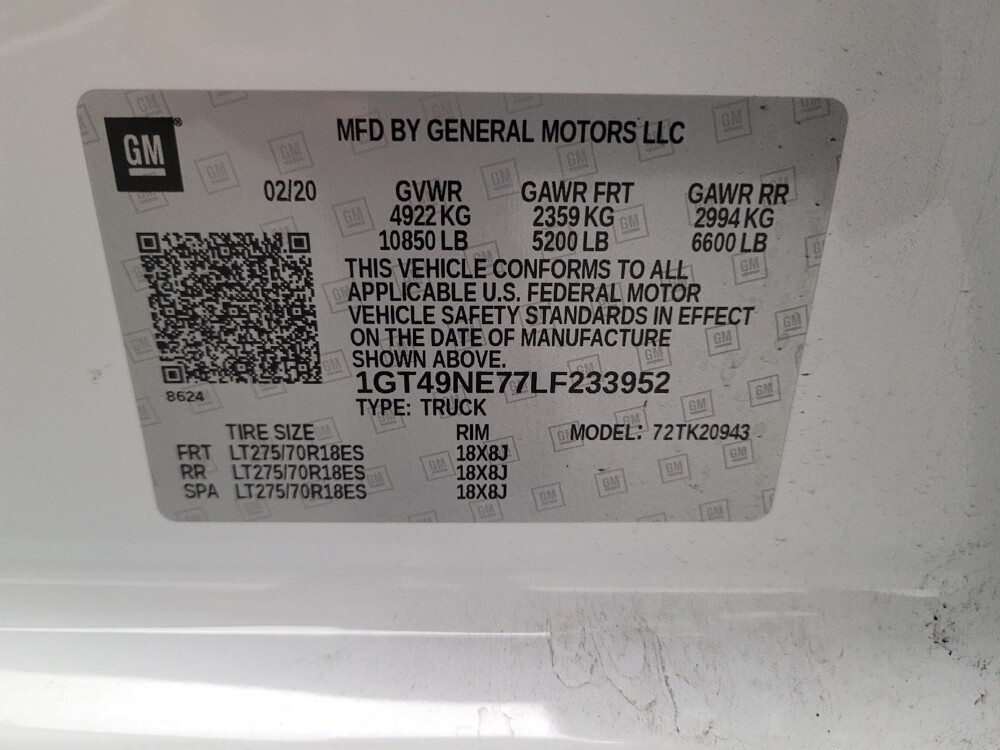 GM
MFD BY GENERAL MOTORS LLC
02/20 GVWR GAWR FRT GAWR RR
4922 KG 2359 KG 2994 KG
10850 LB 5200 LB 6600 LB
THIS VEHICLE CONFORMS TO ALL
APPLICABLE U.S. FEDERAL MOTOR
VEHICLE SAFETY STANDARDS IN EFFECT
ON THE DATE OF MANUFACTURE
SHOWN ABOVE.
1GT49NE77LF233952
8624
TYPE: TRUCK
TIRE SIZE RIM MODEL: 72TK20943
FRT LT275/70R18ES 18X8J
RR LT275/70R18ES 18X8J
SPA LT275/70R18ES 18X8J